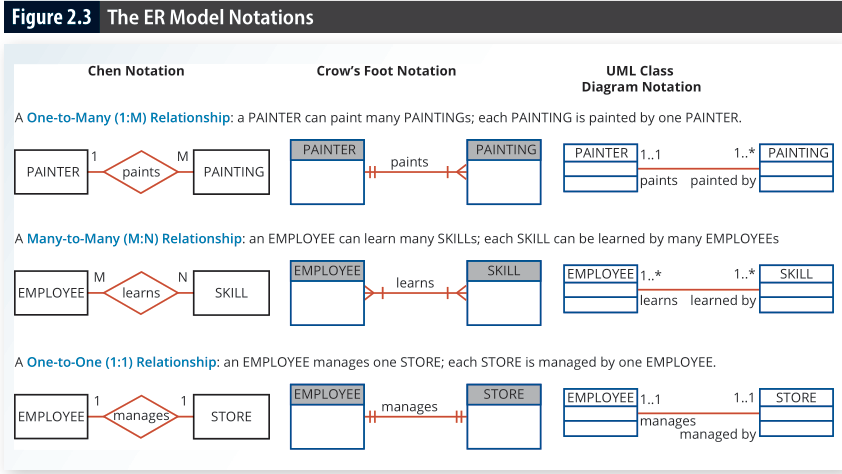 Figure 2.3 The ER Model Notations
Chen Notation
Crow's Foot Notation
UML Class
Diagram Notation
A One-to-Many (1:M) Relationship: a PAINTER can paint many PAINTINGs; each PAINTING is painted by one PAINTER.
PAINTER 1 paints M PAINTING
PAINTER paints PAINTING
PAINTER 1..1 1..* PAINTING
paints painted by
A Many-to-Many (M:N) Relationship: an EMPLOYEE can learn many SKILLs; each SKILL can be learned by many EMPLOYEEs
EMPLOYEE M learns N SKILL
EMPLOYEE learns SKILL
EMPLOYEE 1..* 1..* SKILL
learns learned by
A One-to-One (1:1) Relationship: an EMPLOYEE manages one STORE; each STORE is managed by one EMPLOYEE.
EMPLOYEE 1 manages 1 STORE
EMPLOYEE manages STORE
EMPLOYEE 1..1 1..1 STORE
manages
managed by